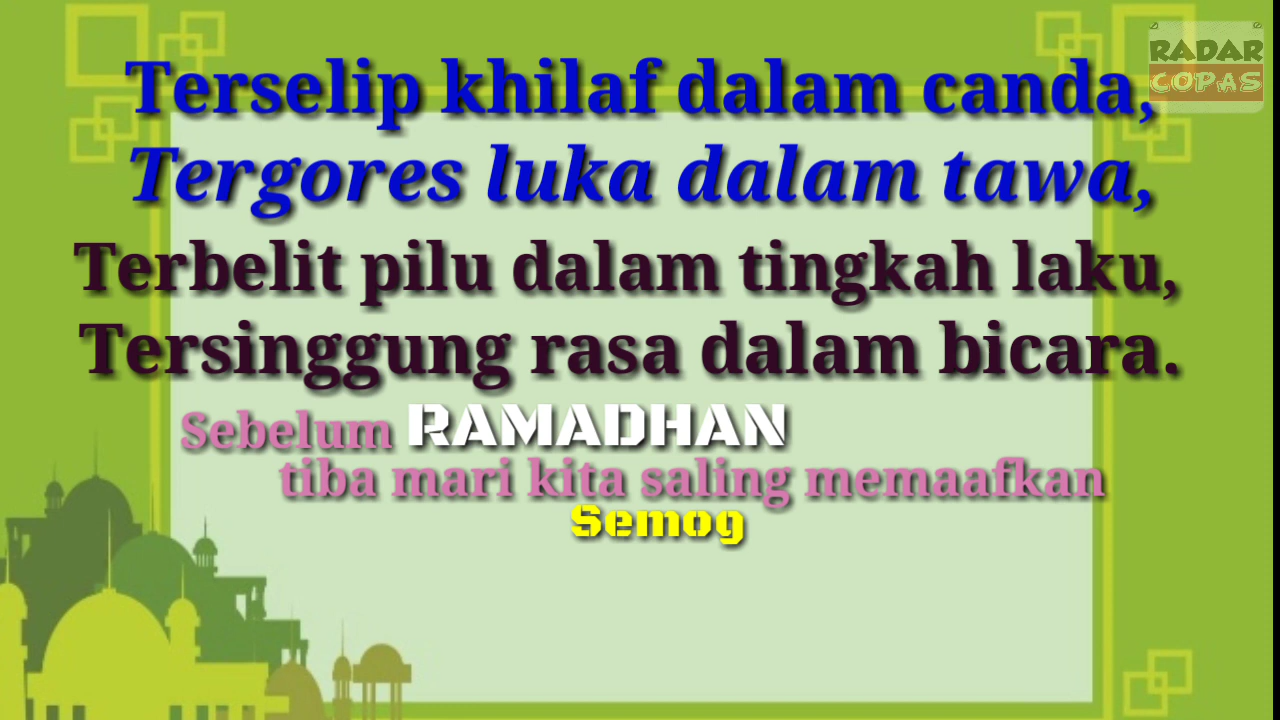 RADAR
COPAS
Terselip khilaf dalam canda,
Tergores luka dalam tawa,
Terbelit pilu dalam tingkah laku,
Tersinggung rasa dalam bicara.
Sebelum RAMADHAN
tiba mari kita saling memaafkan
Semog